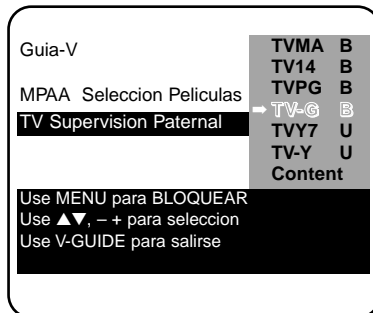 Guia-V
MPAA Seleccion Peliculas
TV Supervision Paternal
TVMA B
TV14 B
TVPG B
➡ TV-G B
TVY7 U
TV-Y U
Content
Use MENU para BLOQUEAR
Use ▲▼, – + para seleccion
Use V-GUIDE para salirse